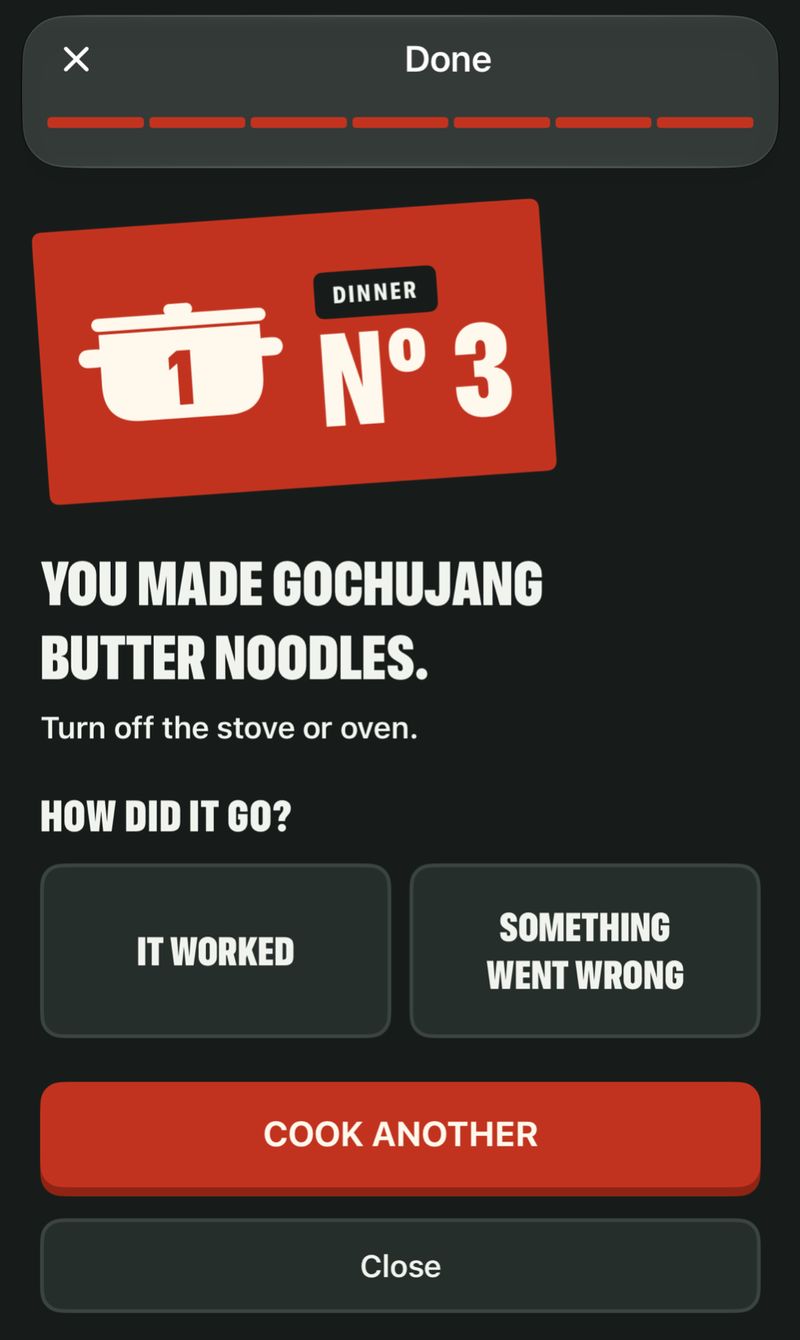 Done
DINNER
1
Nº 3
YOU MADE GOCHUJANG
BUTTER NOODLES.
Turn off the stove or oven.
HOW DID IT GO?
IT WORKED
SOMETHING
WENT WRONG
COOK ANOTHER
Close